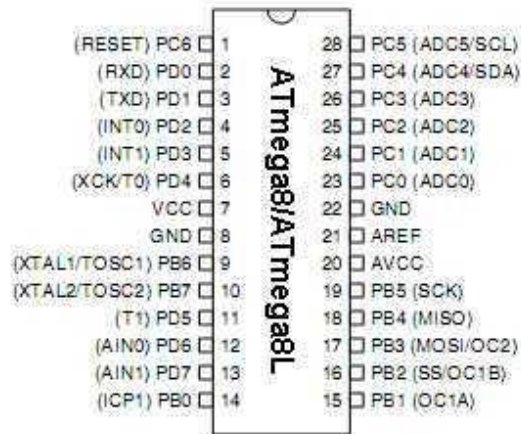 (RESET) PC6 1 28 PC5 (ADC5/SCL)
(RXD) PD0 2 27 PC4 (ADC4/SDA)
(TXD) PD1 3 26 PC3 (ADC3)
(INT0) PD2 4 25 PC2 (ADC2)
(INT1) PD3 5 24 PC1 (ADC1)
(XCK/T0) PD4 6 23 PC0 (ADC0)
VCC 7 22 GND
GND 8 21 AREF
(XTAL1/TOSC1) PB6 9 20 AVCC
(XTAL2/TOSC2) PB7 10 19 PB5 (SCK)
(T1) PD5 11 18 PB4 (MISO)
(AIN0) PD6 12 17 PB3 (MOSI/OC2)
(AIN1) PD7 13 16 PB2 (SS/OC1B)
(ICP1) PB0 14 15 PB1 (OC1A)
ATmega8/ATmega8L